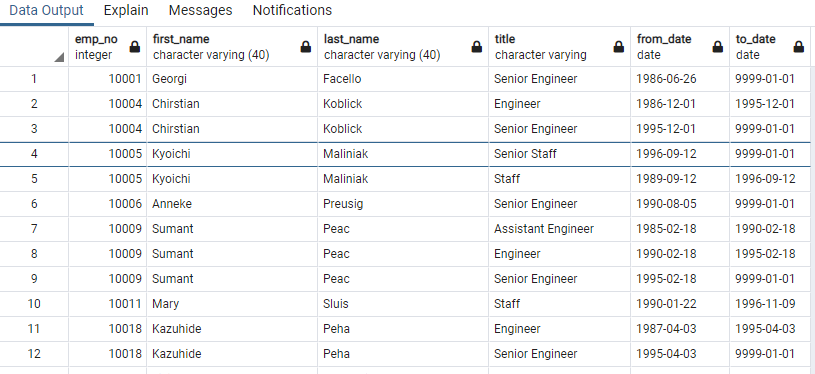 Data Output Explain Messages Notifications
emp_no first_name last_name title from_date to_date
integer character varying (40) character varying (40) character varying date date
1 10001 Georgi Facello Senior Engineer 1986-06-26 9999-01-01
2 10004 Chirstian Koblick Engineer 1986-12-01 1995-12-01
3 10004 Chirstian Koblick Senior Engineer 1995-12-01 9999-01-01
4 10005 Kyoichi Maliniak Senior Staff 1996-09-12 9999-01-01
5 10005 Kyoichi Maliniak Staff 1989-09-12 1996-09-12
6 10006 Anneke Preusig Senior Engineer 1990-08-05 9999-01-01
7 10009 Sumant Peac Assistant Engineer 1985-02-18 1990-02-18
8 10009 Sumant Peac Engineer 1990-02-18 1995-02-18
9 10009 Sumant Peac Senior Engineer 1995-02-18 9999-01-01
10 10011 Mary Sluis Staff 1990-01-22 1996-11-09
11 10018 Kazuhide Peha Engineer 1987-04-03 1995-04-03
12 10018 Kazuhide Peha Senior Engineer 1995-04-03 9999-01-01